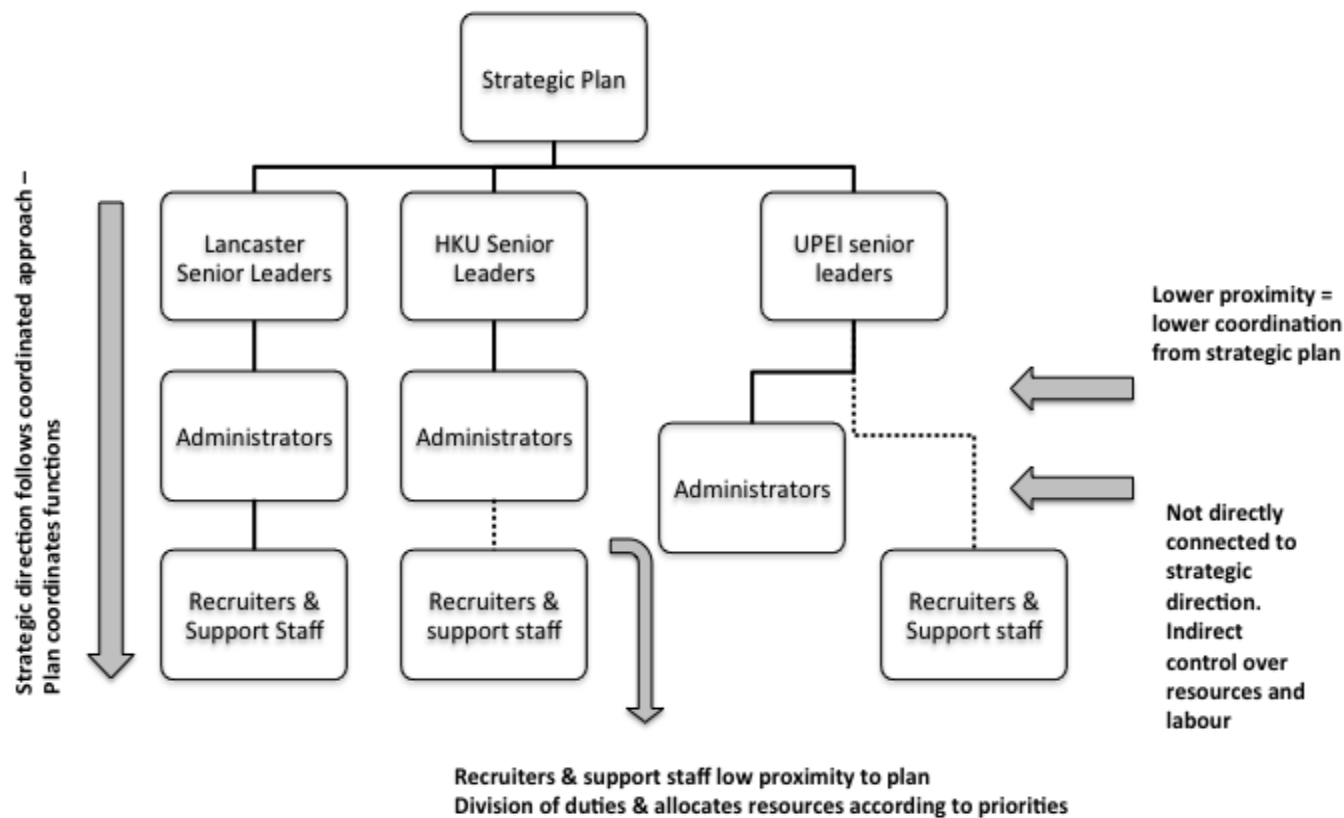 Strategic Plan
Strategic direction follows coordinated approach –
Plan coordinates functions
Lancaster
Senior Leaders
HKU Senior
Leaders
UPEI senior
leaders
Lower proximity =
lower coordination
from strategic plan
Administrators
Administrators
Administrators
Not directly
connected to
strategic
direction.
Indirect
control over
resources and
labour
Recruiters &
Support Staff
Recruiters &
support staff
Recruiters &
Support staff
Recruiters & support staff low proximity to plan
Division of duties & allocates resources according to priorities